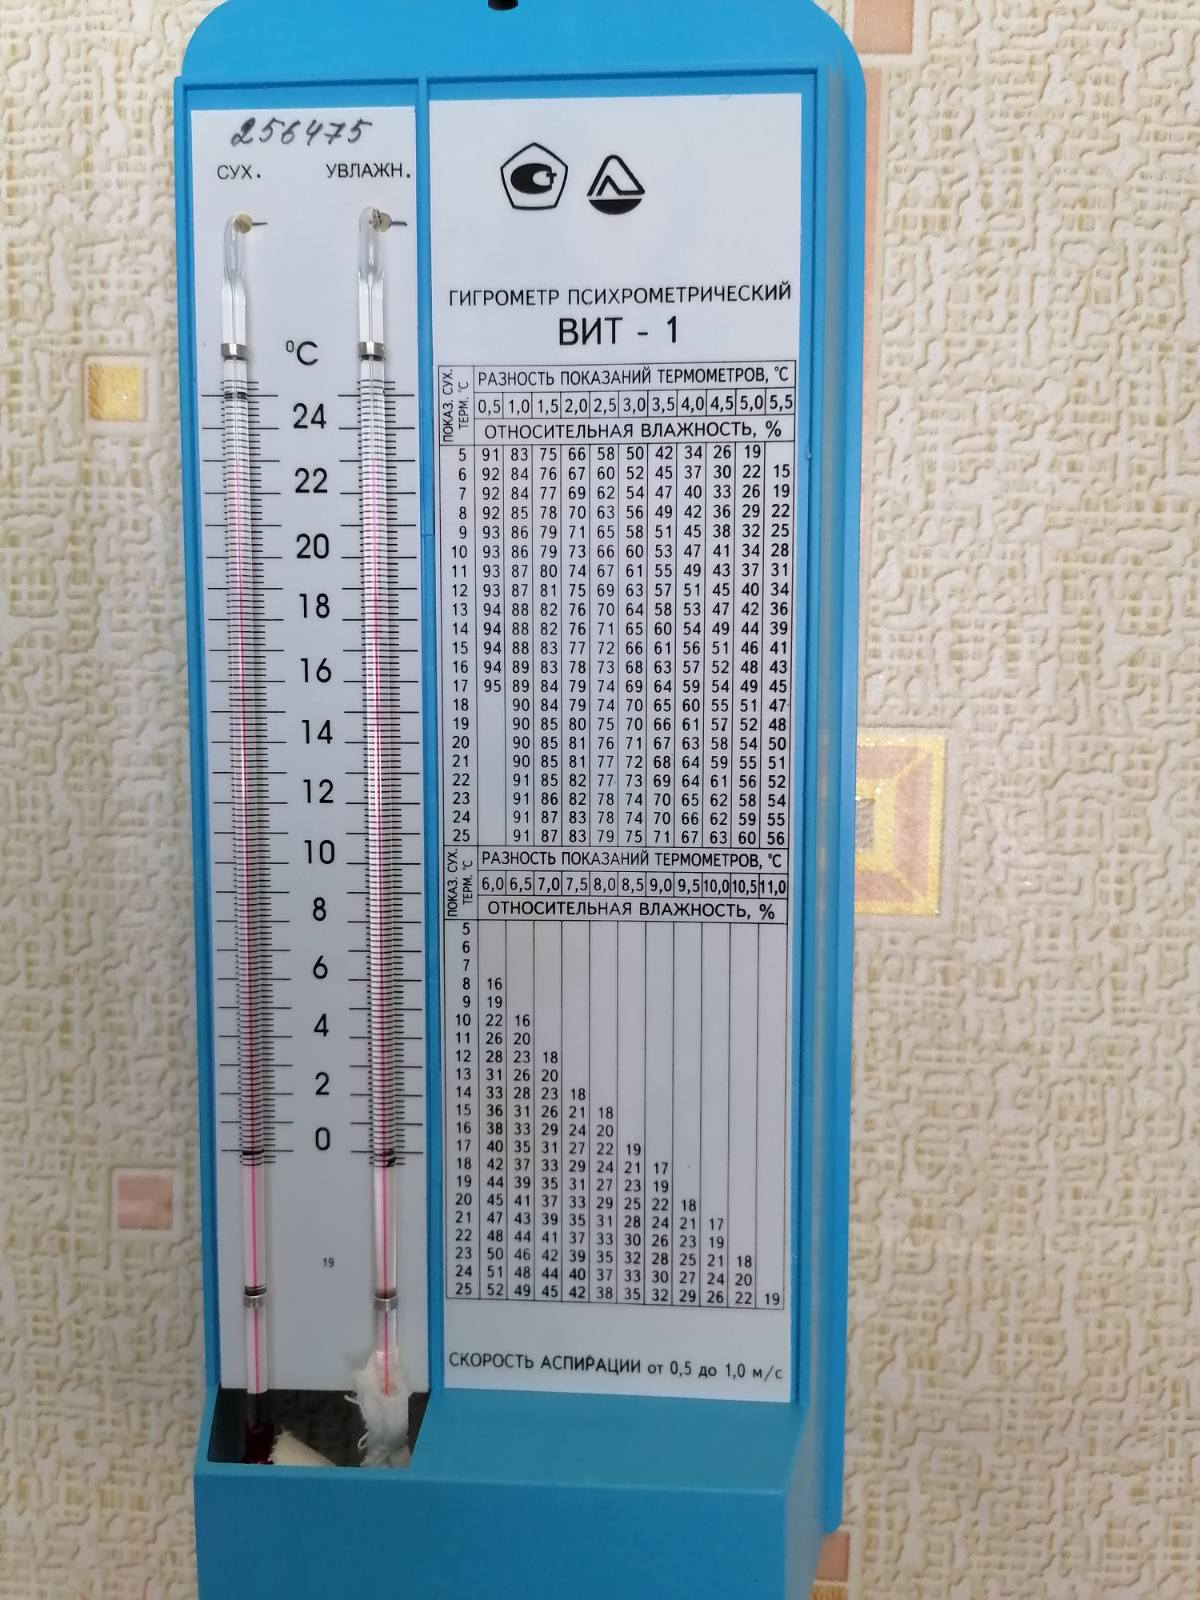 256475
СУХ. УВЛАЖН.
°C
24
22
20
18
16
14
12
10
8
6
4
2
0
19
ГИГРОМЕТР ПСИХРОМЕТРИЧЕСКИЙ
ВИТ - 1
ПОКАЗ. СУХ. ТЕРМ. °С
РАЗНОСТЬ ПОКАЗАНИЙ ТЕРМОМЕТРОВ, °С
0,5 1,0 1,5 2,0 2,5 3,0 3,5 4,0 4,5 5,0 5,5
ОТНОСИТЕЛЬНАЯ ВЛАЖНОСТЬ, %
5 91 83 75 66 58 50 42 34 26 19
6 92 84 76 67 60 52 45 37 30 22 15
7 92 84 77 69 62 54 47 40 33 26 19
8 92 85 78 70 63 56 49 42 36 29 22
9 93 86 79 71 65 58 51 45 38 32 25
10 93 86 79 73 66 60 53 47 41 34 28
11 93 87 80 74 67 61 55 49 43 37 31
12 93 87 81 75 69 63 57 51 45 40 34
13 94 88 82 76 70 64 58 53 47 42 36
14 94 88 82 76 71 65 60 54 49 44 39
15 94 88 83 77 72 66 61 56 51 46 41
16 94 89 83 78 73 68 63 57 52 48 43
17 95 89 84 79 74 69 64 59 54 49 45
18 90 84 79 74 70 65 60 55 51 47
19 90 85 80 75 70 66 61 57 52 48
20 90 85 81 76 71 67 63 58 54 50
21 90 85 81 77 72 68 64 59 55 51
22 91 85 82 77 73 69 64 61 56 52
23 91 86 82 78 74 70 65 62 58 54
24 91 87 83 78 74 70 66 62 59 55
25 91 87 83 79 75 71 67 63 60 56
ПОКАЗ. СУХ. ТЕРМ. °С
РАЗНОСТЬ ПОКАЗАНИЙ ТЕРМОМЕТРОВ, °С
6,0 6,5 7,0 7,5 8,0 8,5 9,0 9,5 10,0 10,5 11,0
ОТНОСИТЕЛЬНАЯ ВЛАЖНОСТЬ, %
5
6
7
8 16
9 19
10 22 16
11 26 20
12 28 23 18
13 31 26 20
14 33 28 23 18
15 36 31 26 21 18
16 38 33 29 24 20
17 40 35 31 27 22 19
18 42 37 33 29 24 21 17
19 44 39 35 31 27 23 19
20 45 41 37 33 29 25 22 18
21 47 43 39 35 31 28 24 21 17
22 48 44 41 37 33 30 26 23 19
23 50 46 42 39 35 32 28 25 21 18
24 51 48 44 40 37 33 30 27 24 20
25 52 49 45 42 38 35 32 29 26 22 19
СКОРОСТЬ АСПИРАЦИИ от 0,5 до 1,0 м/с